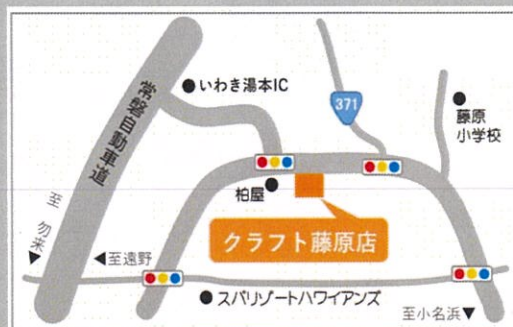 いわき湯本IC
常磐自動車道
371
藤原
小学校
至 勿来
柏屋
クラフト藤原店
至遠野
スパリゾートハワイアンズ
至小名浜